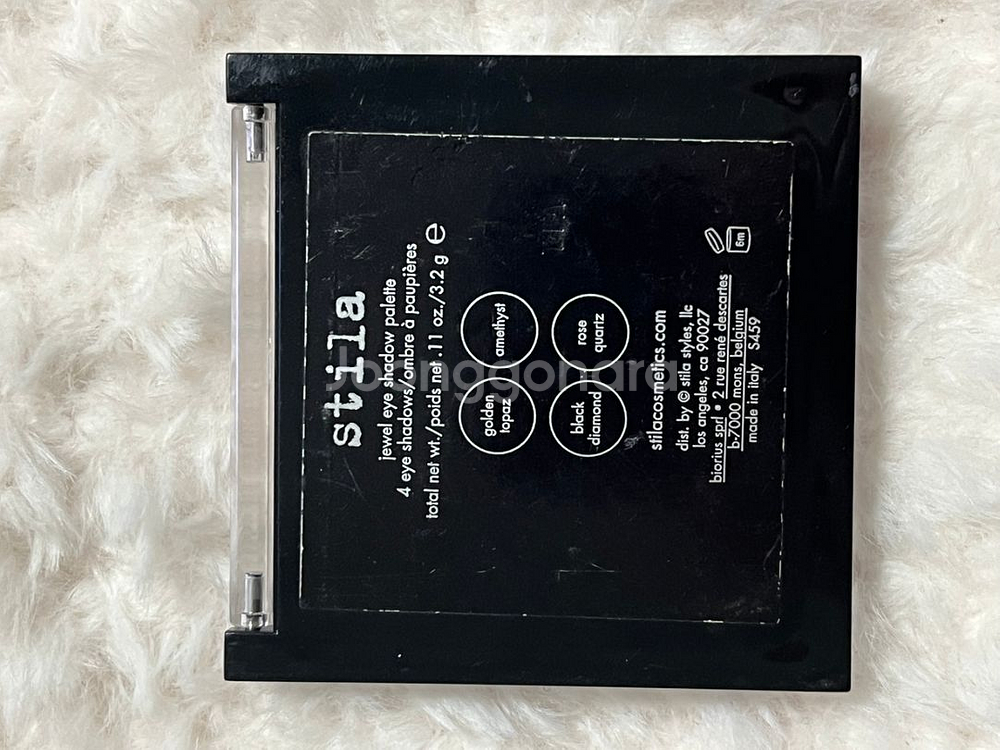 stila
jewel eye shadow palette
4 eye shadows/ombre à paupières
total net wt./poids net .11 oz./3.2 g ℮
golden
topaz
amethyst
black
diamond
rose
quartz
stilacosmetics.com
dist. by © stila styles, llc
los angeles, ca 90027
biorius sprl • 2 rue rené descartes
b-7000 mons, belgium
made in italy S459
6m
Joonggonara